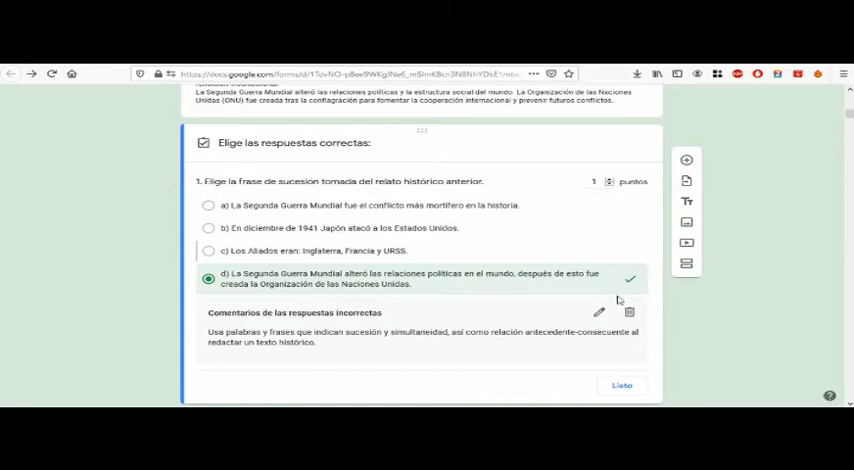 La Segunda Guerra Mundial alteró las relaciones políticas y la estructura social del mundo. La Organización de las Naciones
Unidas (ONU) fue creada tras la conflagración para fomentar la cooperación internacional y prevenir futuros conflictos.
Elige las respuestas correctas:
1. Elige la frase de sucesión tomada del relato histórico anterior.
1 puntos
a) La Segunda Guerra Mundial fue el conflicto más mortífero en la historia.
b) En diciembre de 1941 Japón atacó a los Estados Unidos.
c) Los Aliados eran: Inglaterra, Francia y URSS.
d) La Segunda Guerra Mundial alteró las relaciones políticas en el mundo, después de esto fue
creada la Organización de las Naciones Unidas.
Comentarios de las respuestas incorrectas
Usa palabras y frases que indican sucesión y simultaneidad, así como relación antecedente-consecuente al
redactar un texto histórico.
Listo